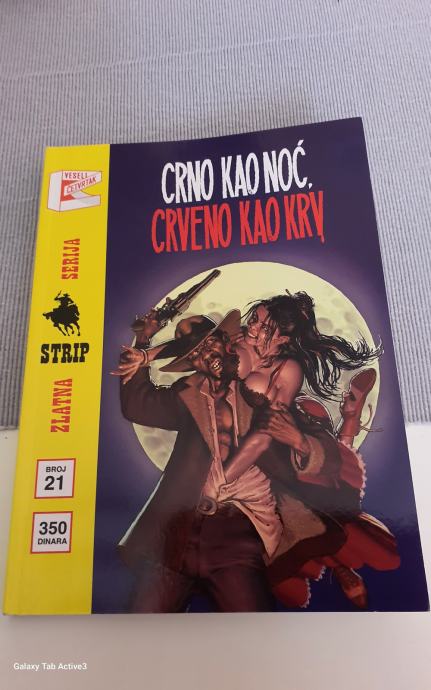 VESELI
ČETVRTAK
CRNO KAO NOĆ,
CRVENO KAO KRV
ZLATNA
STRIP
SERIJA
BROJ
21
350
DINARA
Galaxy Tab Active3